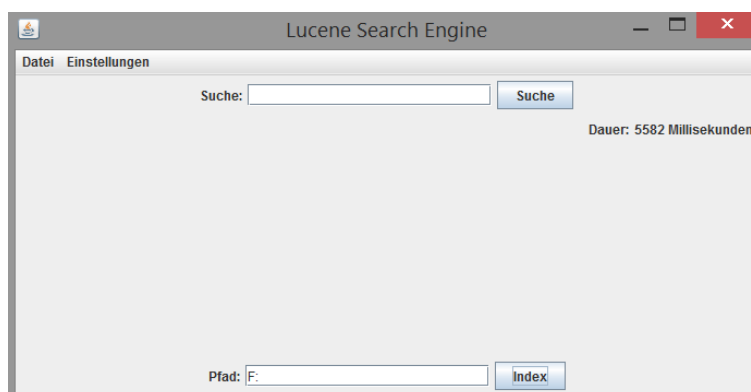 Lucene Search Engine
Datei Einstellungen
Suche: Suche
Dauer: 5582 Millisekunden
Pfad: F: Index